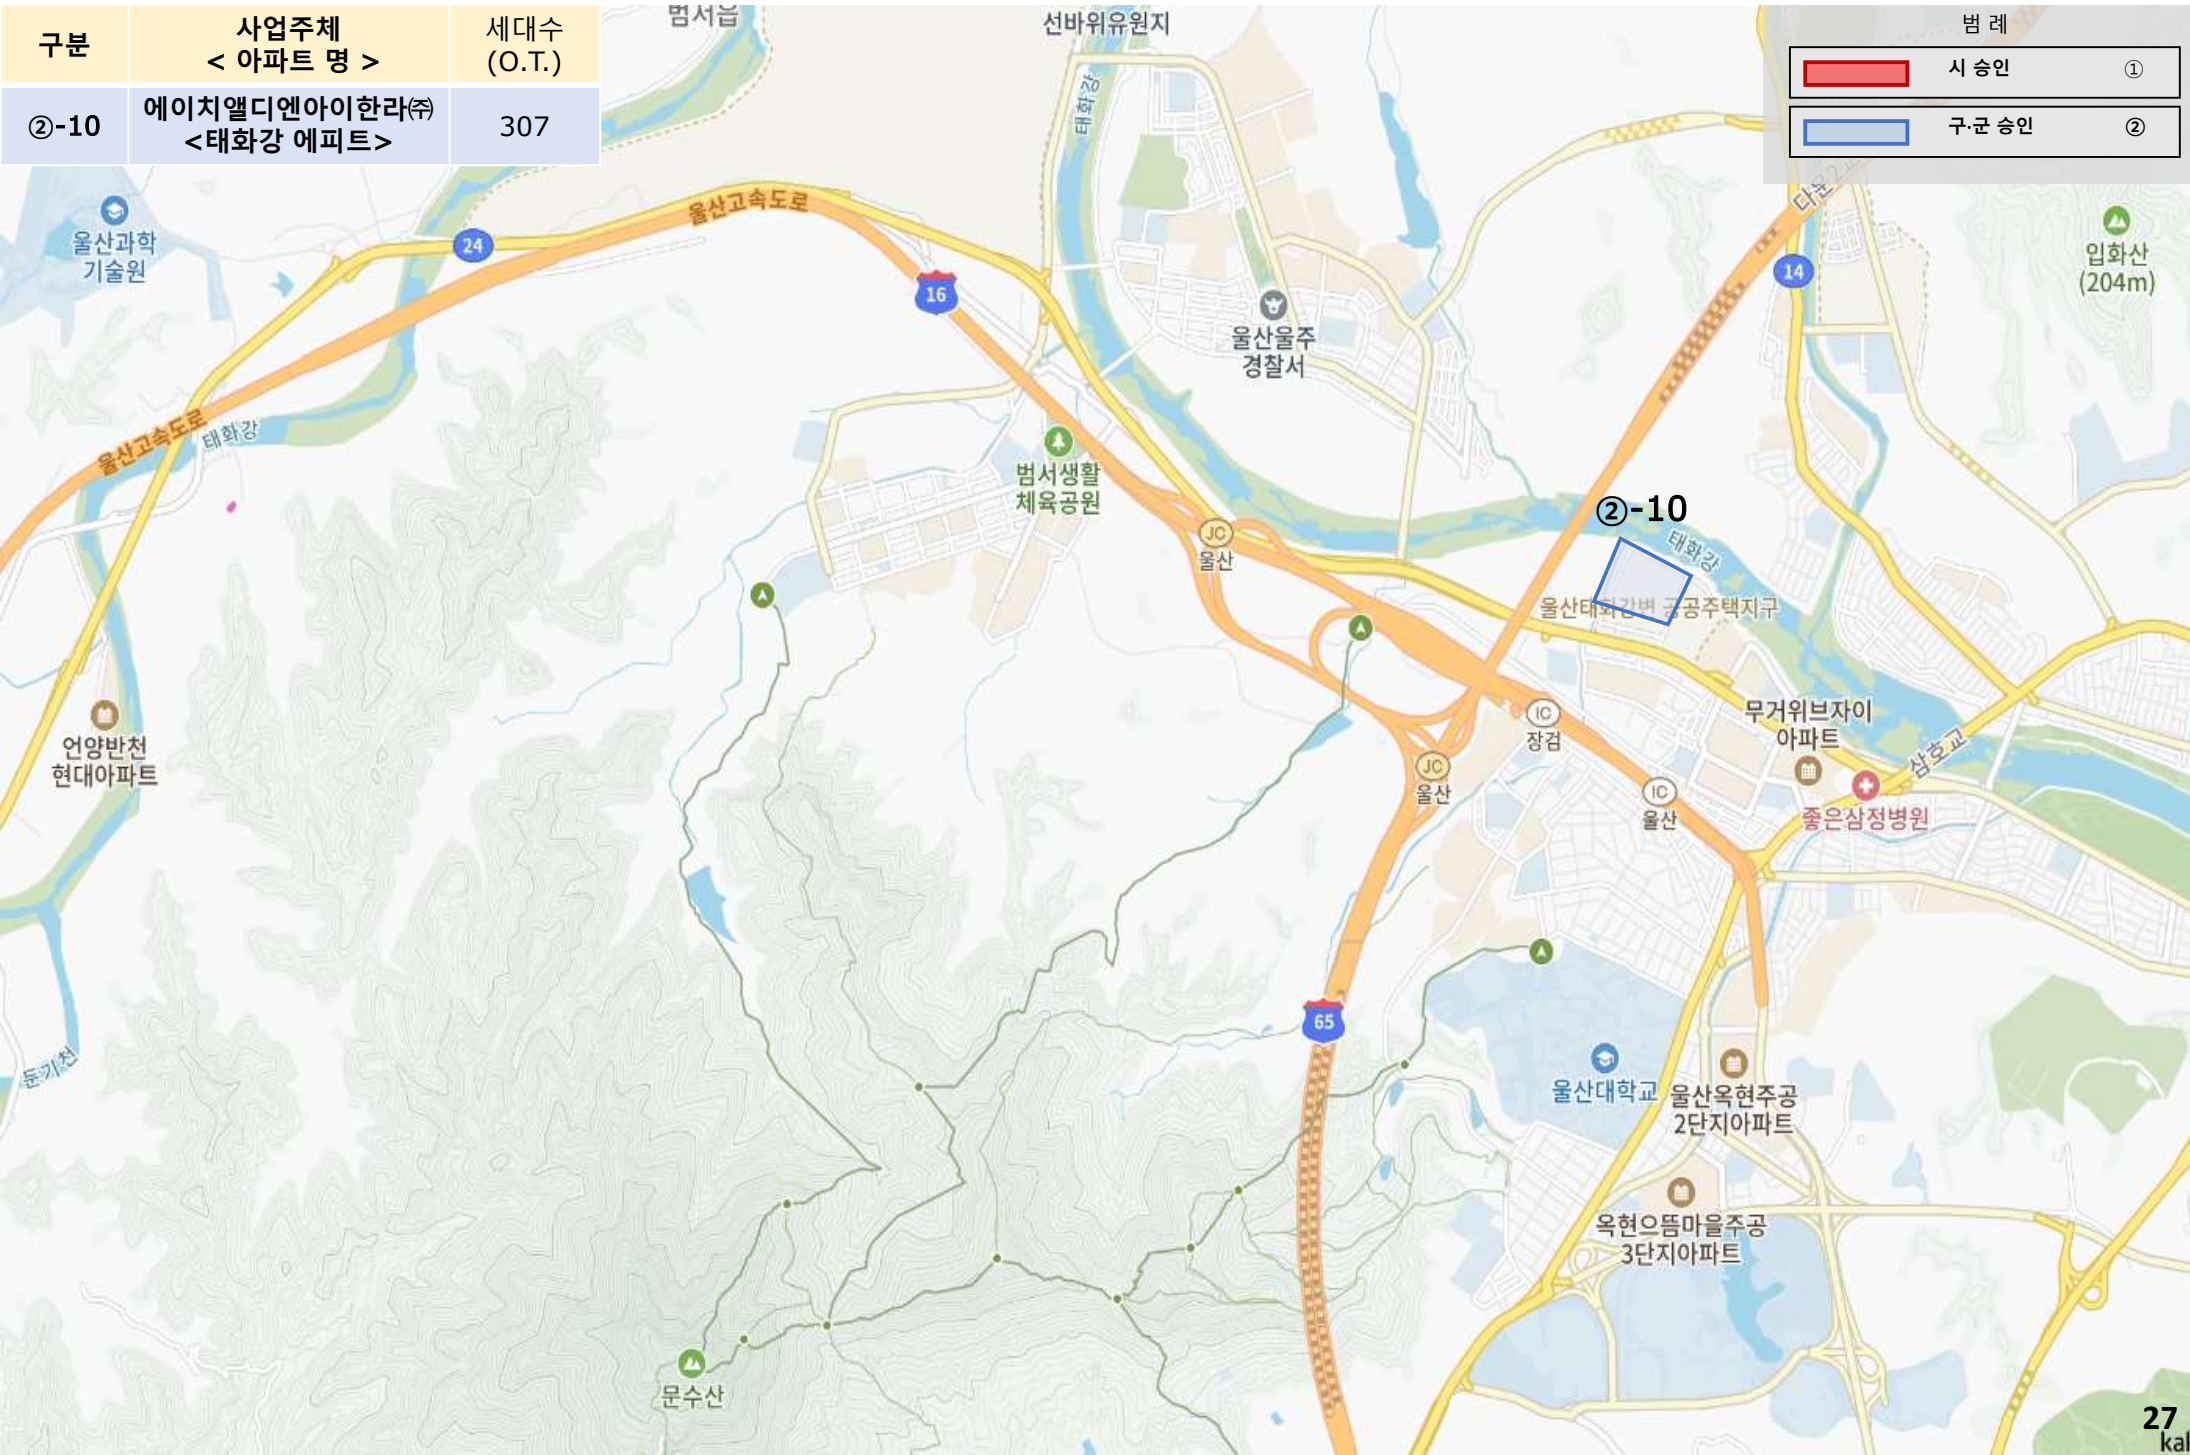 구분
사업주체
< 아파트 명 >
세대수
(O.T.)
②-10
에이치앨디엔아이한라㈜
<태화강 에피트>
307
범 례
시 승인 ①
구·군 승인 ②
범서읍
선바위유원지
태화강
다운2교
울산과학
기술원
24
울산고속도로
16
14
입화산
(204m)
울산울주
경찰서
울산고속도로
태화강
범서생활
체육공원
JC
울산
②-10
태화강
울산태화강변 공공주택지구
언양반천
현대아파트
IC
장검
무거위브자이
아파트
삼호교
JC
울산
IC
울산
좋은삼정병원
65
둔기천
울산대학교
울산옥현주공
2단지아파트
옥현으뜸마을주공
3단지아파트
문수산
27